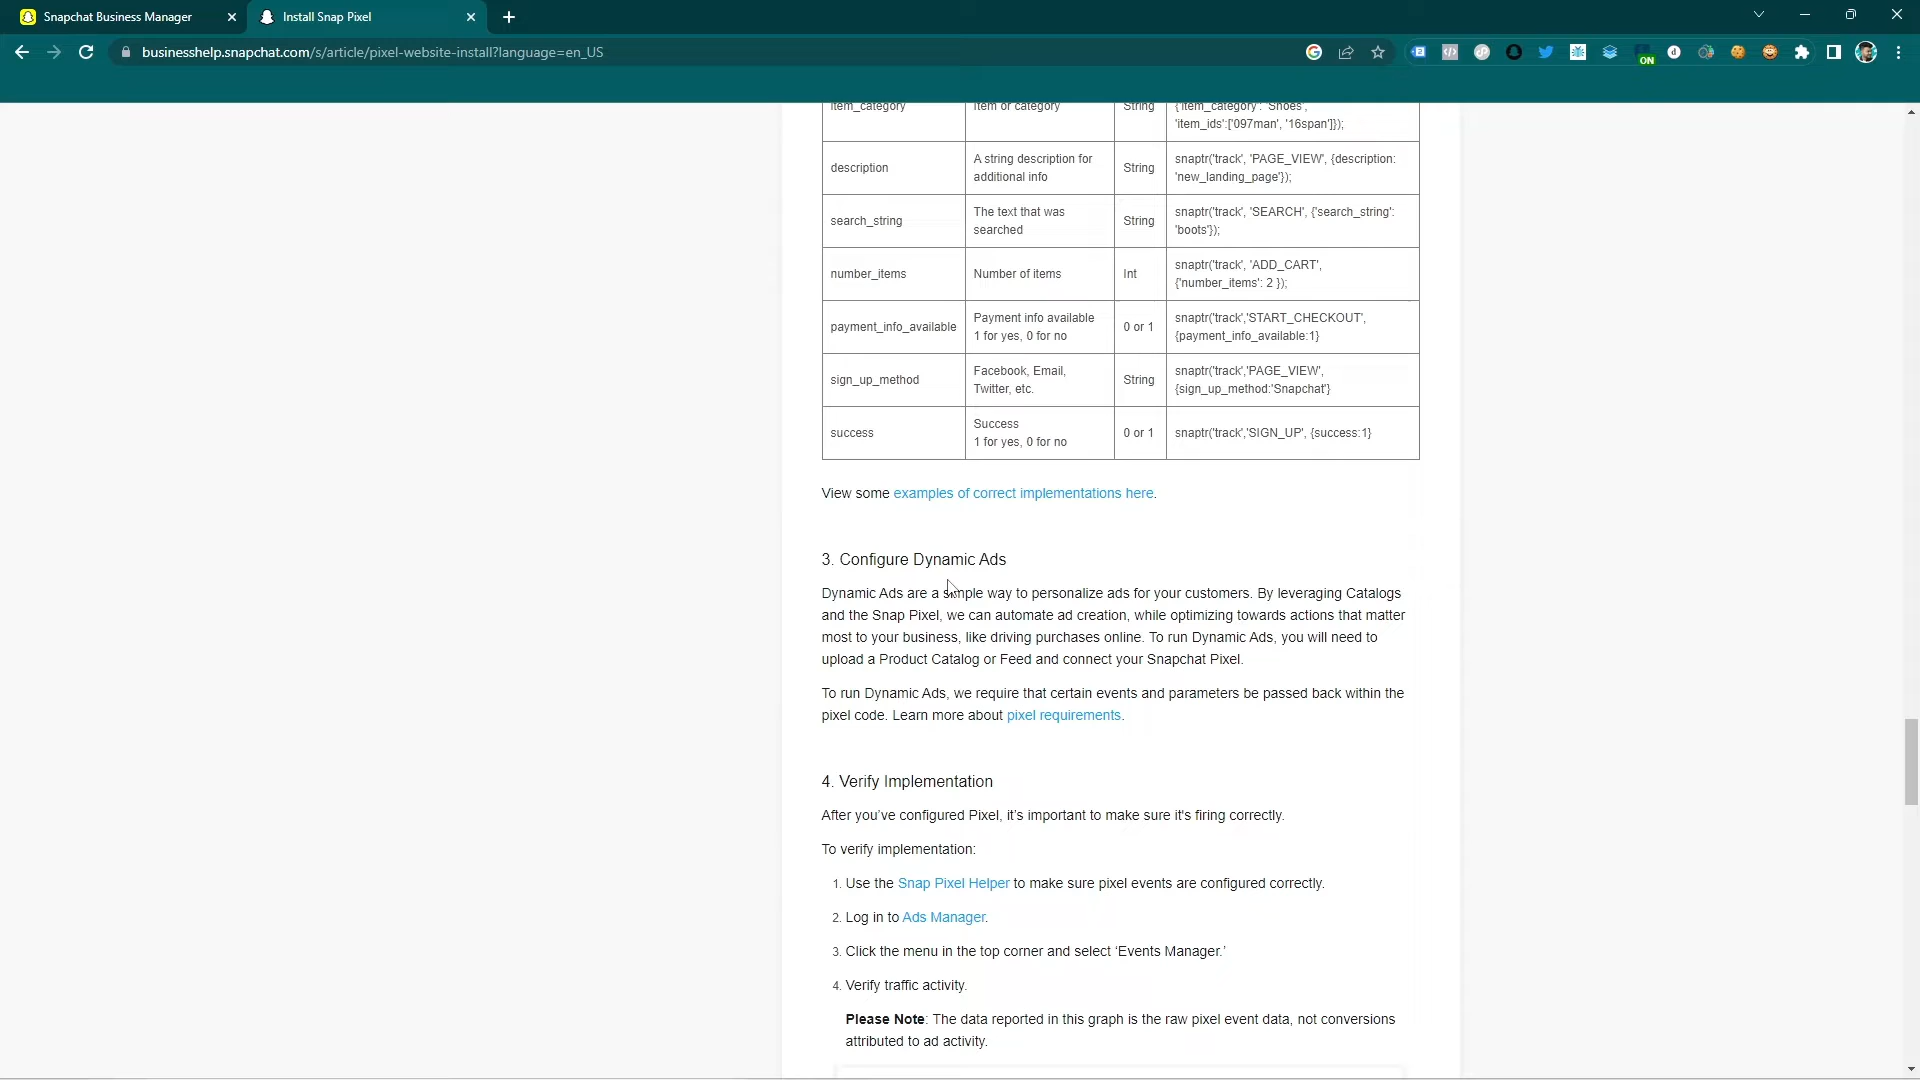 Snapchat Business Manager
Install Snap Pixel
businesshelp.snapchat.com/s/article/pixel-website-install?language=en_US
ON
item_category
Item or category
String
{'item_category': 'Shoes',
'item_ids':['097man', '16span']});
description
A string description for
additional info
String
snaptr('track', 'PAGE_VIEW', {description:
'new_landing_page'});
search_string
The text that was
searched
String
snaptr('track', 'SEARCH', {'search_string':
'boots'});
number_items
Number of items
Int
snaptr('track', 'ADD_CART',
{'number_items': 2 });
payment_info_available
Payment info available
1 for yes, 0 for no
0 or 1
snaptr('track','START_CHECKOUT',
{payment_info_available:1}
sign_up_method
Facebook, Email,
Twitter, etc.
String
snaptr('track','PAGE_VIEW',
{sign_up_method:'Snapchat'}
success
Success
1 for yes, 0 for no
0 or 1
snaptr('track','SIGN_UP', {success:1}
View some examples of correct implementations here.
3. Configure Dynamic Ads
Dynamic Ads are a simple way to personalize ads for your customers. By leveraging Catalogs
and the Snap Pixel, we can automate ad creation, while optimizing towards actions that matter
most to your business, like driving purchases online. To run Dynamic Ads, you will need to
upload a Product Catalog or Feed and connect your Snapchat Pixel.
To run Dynamic Ads, we require that certain events and parameters be passed back within the
pixel code. Learn more about pixel requirements.
4. Verify Implementation
After you've configured Pixel, it's important to make sure it's firing correctly.
To verify implementation:
1. Use the Snap Pixel Helper to make sure pixel events are configured correctly.
2. Log in to Ads Manager.
3. Click the menu in the top corner and select ‘Events Manager.’
4. Verify traffic activity.
Please Note: The data reported in this graph is the raw pixel event data, not conversions
attributed to ad activity.